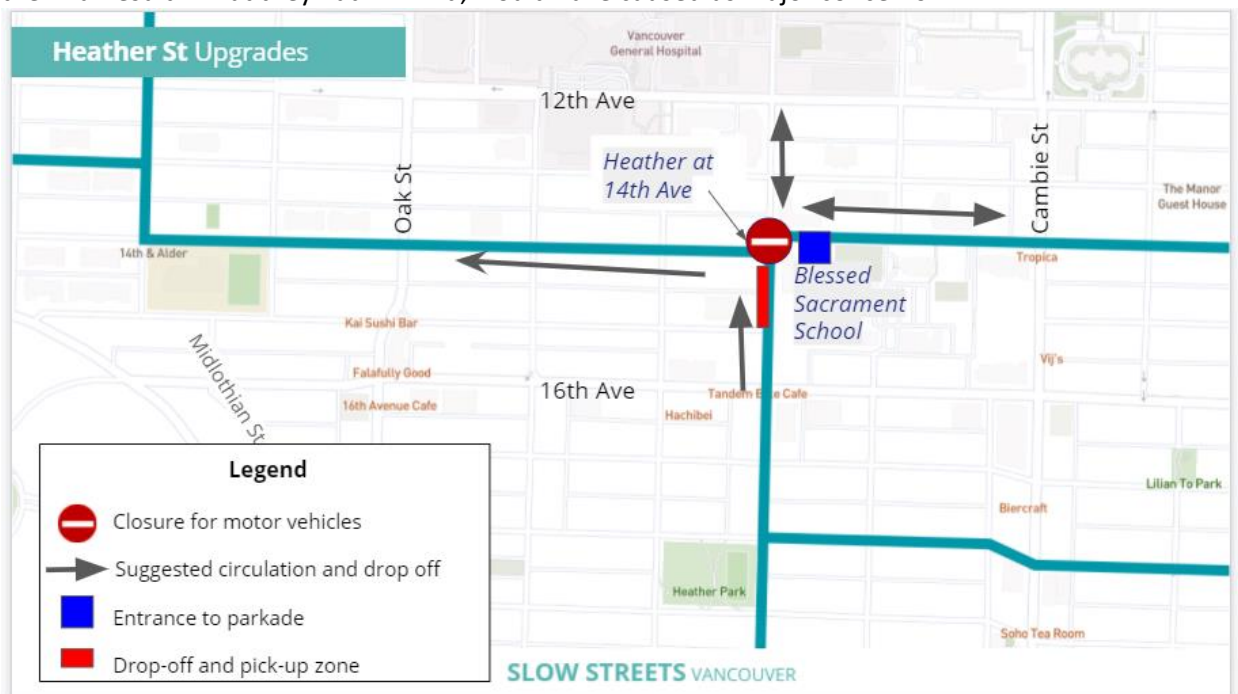 Heather St Upgrades
Vancouver
General Hospital
12th Ave
Heather at
14th Ave
Oak St
Cambie St
The Manor
Guest House
14th & Alder
Tropica
Blessed
Sacrament
School
Kai Sushi Bar
Midlothian St
Vij's
Falafully Good
16th Ave
16th Avenue Cafe
Hachibei
Legend
Closure for motor vehicles
Suggested circulation and drop off
Entrance to parkade
Drop-off and pick-up zone
Lilian To Park
Biercraft
Heather Park
Soho Tea Room
SLOW STREETS VANCOUVER